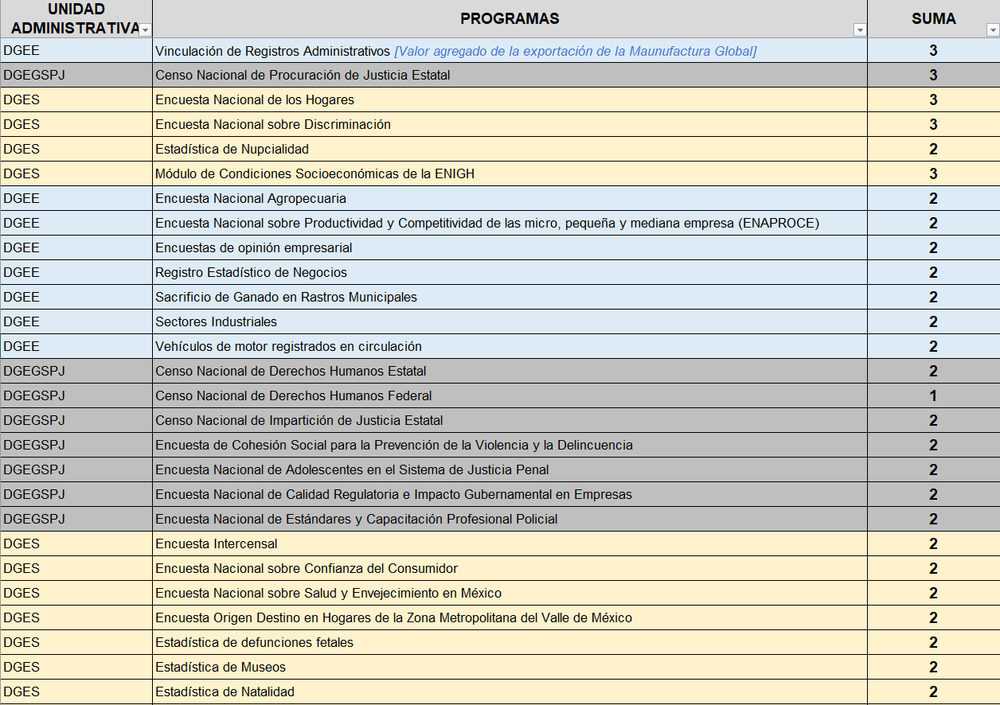 UNIDAD ADMINISTRATIVA PROGRAMAS SUMA
DGEE Vinculación de Registros Administrativos [Valor agregado de la exportación de la Maunufactura Global] 3
DGEGSPJ Censo Nacional de Procuración de Justicia Estatal 3
DGES Encuesta Nacional de los Hogares 3
DGES Encuesta Nacional sobre Discriminación 3
DGES Estadística de Nupcialidad 2
DGES Módulo de Condiciones Socioeconómicas de la ENIGH 3
DGEE Encuesta Nacional Agropecuaria 2
DGEE Encuesta Nacional sobre Productividad y Competitividad de las micro, pequeña y mediana empresa (ENAPROCE) 2
DGEE Encuestas de opinión empresarial 2
DGEE Registro Estadístico de Negocios 2
DGEE Sacrificio de Ganado en Rastros Municipales 2
DGEE Sectores Industriales 2
DGEE Vehículos de motor registrados en circulación 2
DGEGSPJ Censo Nacional de Derechos Humanos Estatal 2
DGEGSPJ Censo Nacional de Derechos Humanos Federal 1
DGEGSPJ Censo Nacional de Impartición de Justicia Estatal 2
DGEGSPJ Encuesta de Cohesión Social para la Prevención de la Violencia y la Delincuencia 2
DGEGSPJ Encuesta Nacional de Adolescentes en el Sistema de Justicia Penal 2
DGEGSPJ Encuesta Nacional de Calidad Regulatoria e Impacto Gubernamental en Empresas 2
DGEGSPJ Encuesta Nacional de Estándares y Capacitación Profesional Policial 2
DGES Encuesta Intercensal 2
DGES Encuesta Nacional sobre Confianza del Consumidor 2
DGES Encuesta Nacional sobre Salud y Envejecimiento en México 2
DGES Encuesta Origen Destino en Hogares de la Zona Metropolitana del Valle de México 2
DGES Estadística de defunciones fetales 2
DGES Estadística de Museos 2
DGES Estadística de Natalidad 2